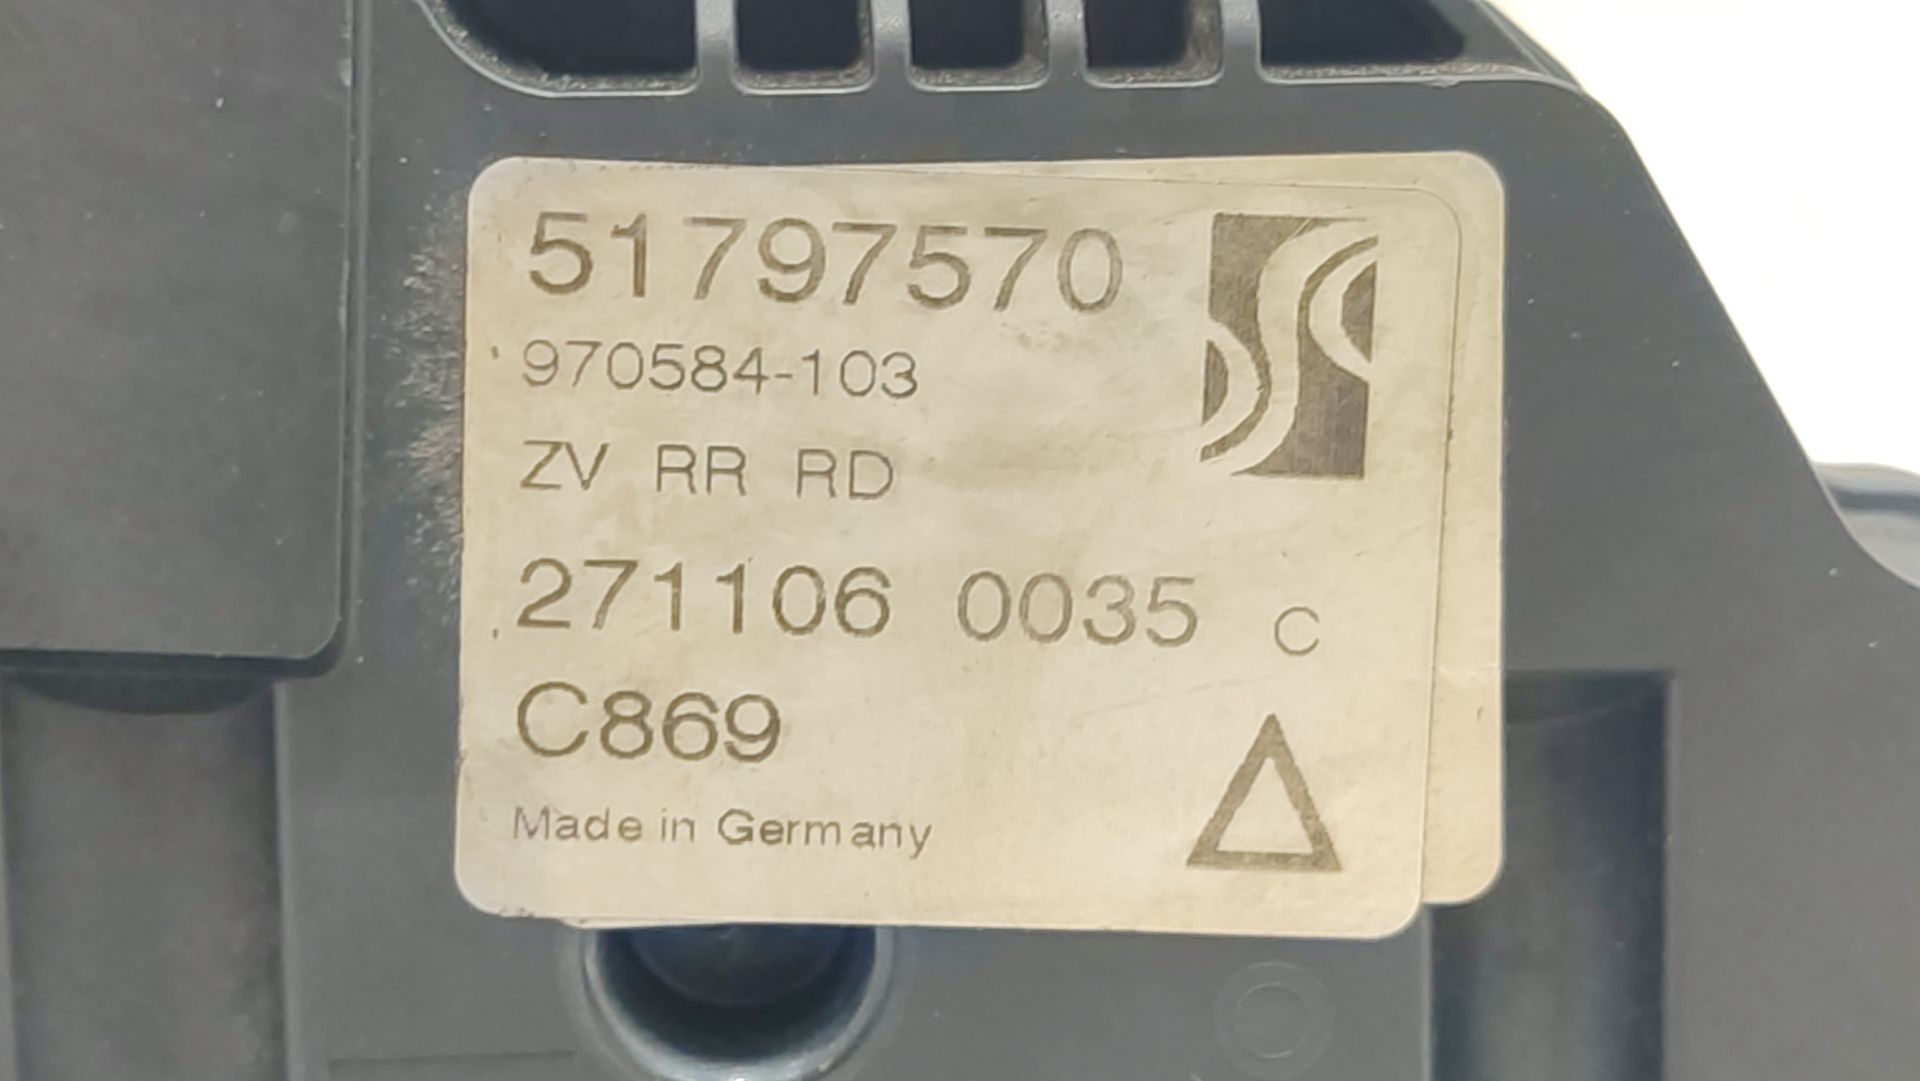 51797570
970584-103
ZV RR RD
271106 0035 C
C869
Made in Germany